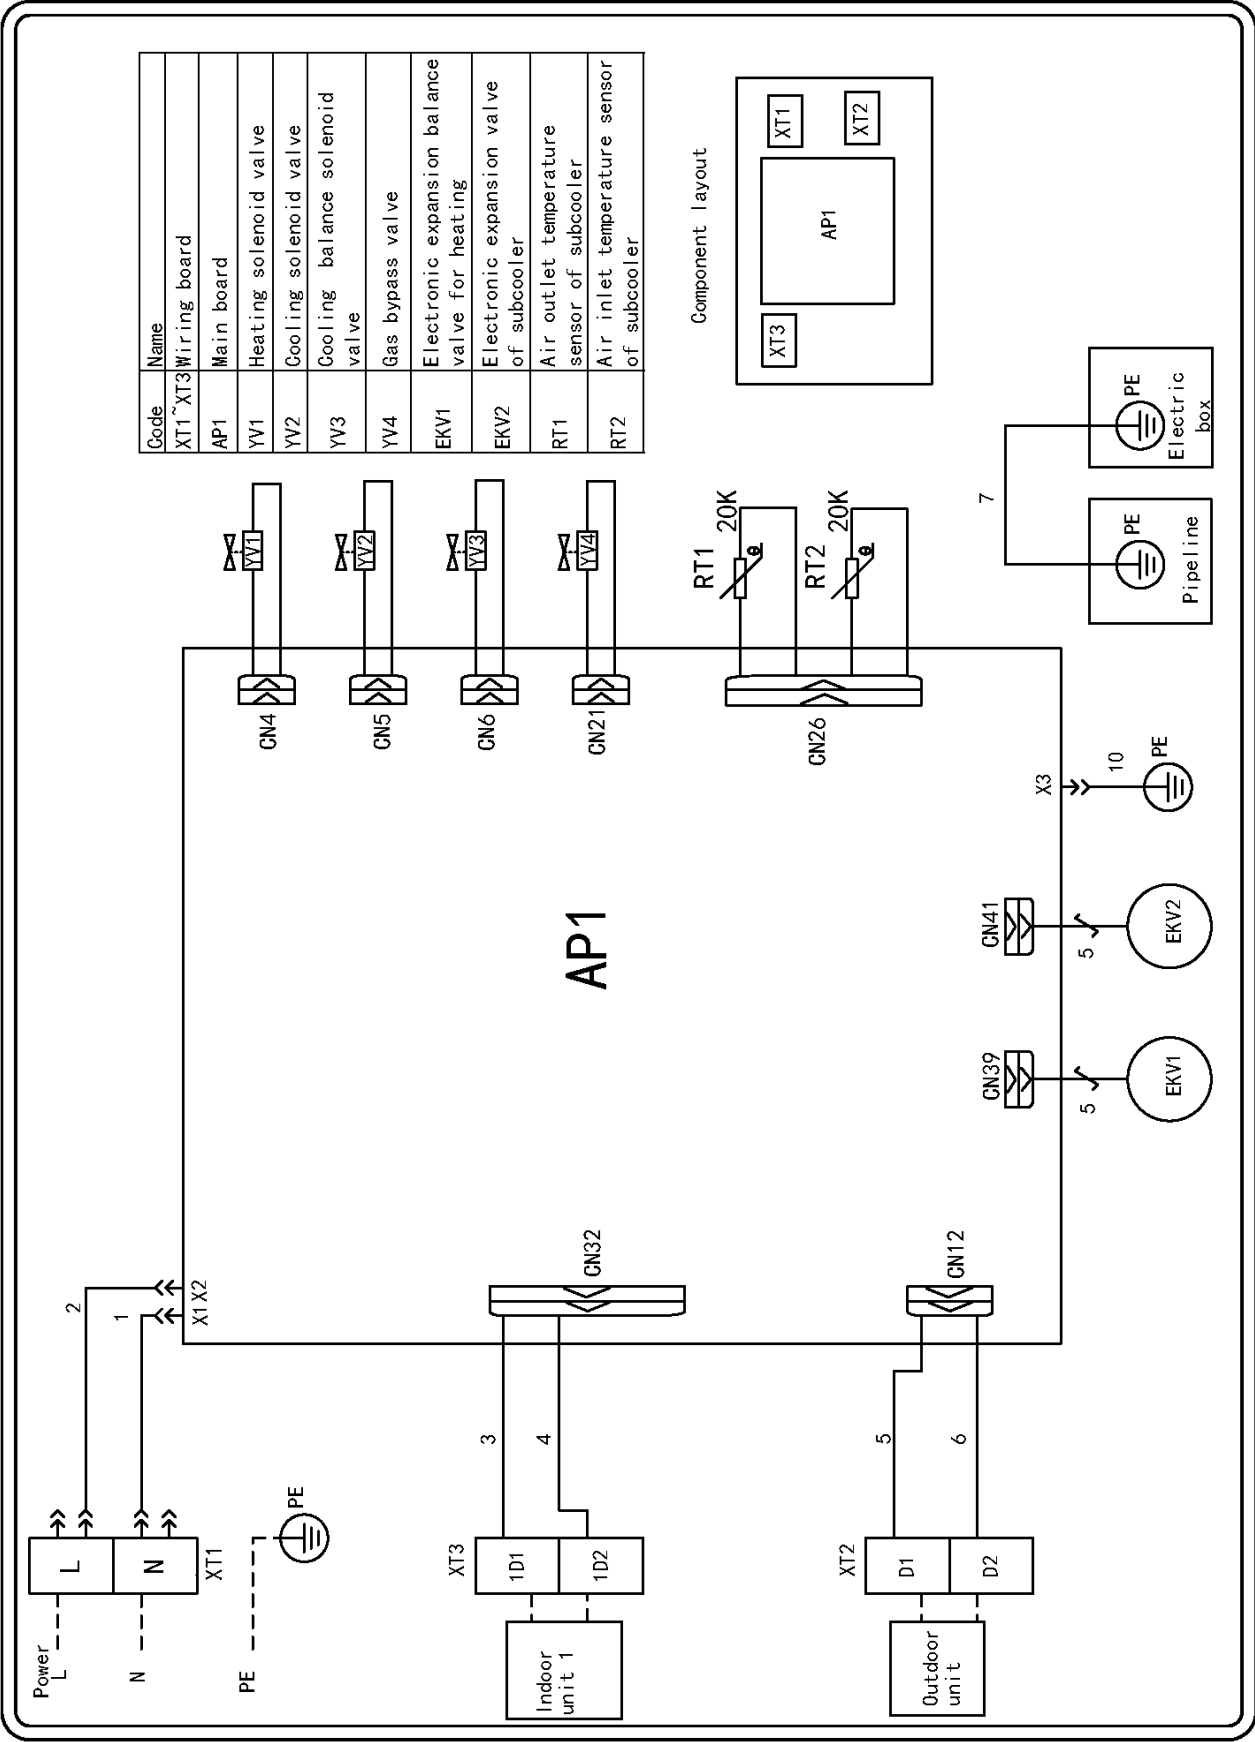 Power
L
N
PE
L
N
XT1
PE
2
1
X1 X2
Indoor
unit 1
XT3
1D1
1D2
3
4
CN32
Outdoor
unit
XT2
D1
D2
5
6
CN12
AP1
CN39
5
EKV1
CN41
5
EKV2
X3
10
PE
CN4
YV1
CN5
YV2
CN6
YV3
CN21
YV4
CN26
RT1
20K
θ
RT2
20K
θ
7
PE
Pipeline
PE
Electric
box
Code Name
XT1~XT3 Wiring board
AP1 Main board
YV1 Heating solenoid valve
YV2 Cooling solenoid valve
YV3 Cooling balance solenoid
valve
YV4 Gas bypass valve
EKV1 Electronic expansion balance
valve for heating
EKV2 Electronic expansion valve
of subcooler
RT1 Air outlet temperature
sensor of subcooler
RT2 Air inlet temperature sensor
of subcooler
Component layout
XT3
AP1
XT1
XT2